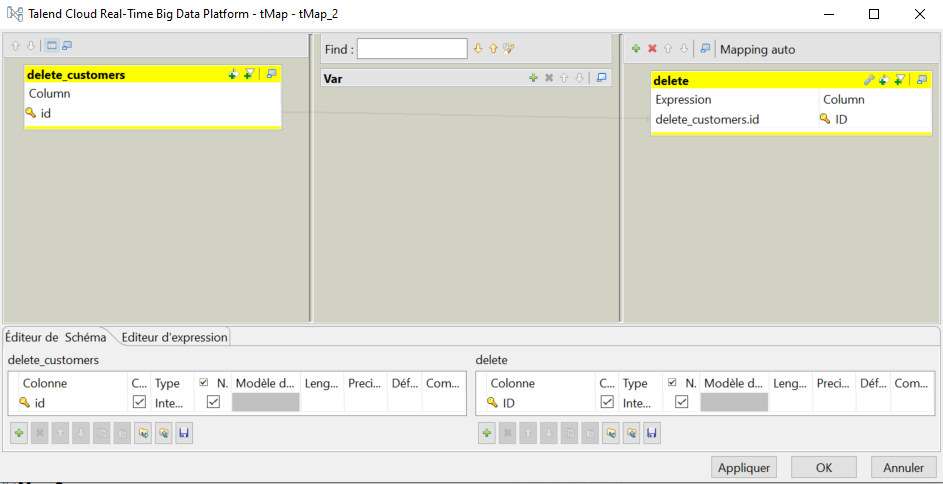 Talend Cloud Real-Time Big Data Platform - tMap - tMap_2
Find :
Mapping auto
delete_customers
Column
id
Var
delete
Expression Column
delete_customers.id ID
Éditeur de Schéma Editeur d'expression
delete_customers
Colonne C... Type N. Modèle d... Leng... Preci... Déf... Com...
id Inte...
delete
Colonne C... Type N. Modèle d... Leng... Preci... Déf... Com...
ID Inte...
Appliquer OK Annuler